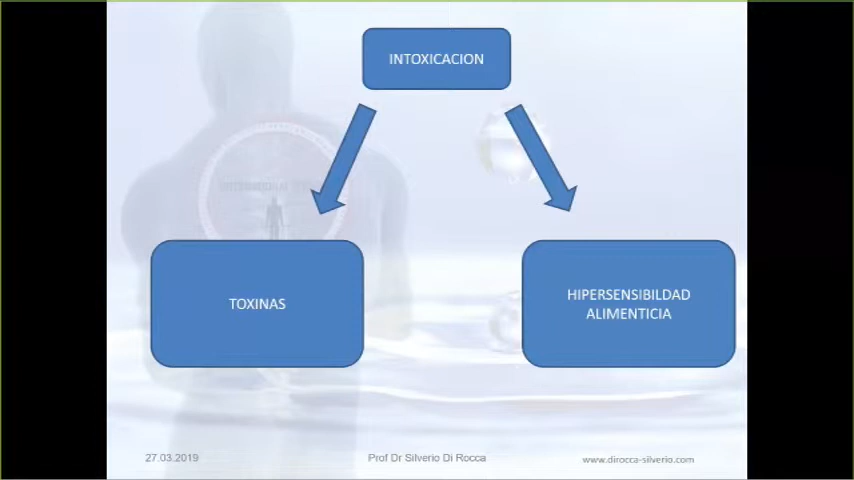 INTOXICACION
TOXINAS
HIPERSENSIBILDAD
ALIMENTICIA
27.03.2019
Prof Dr Silverio Di Rocca
www.dirocca-silverio.com